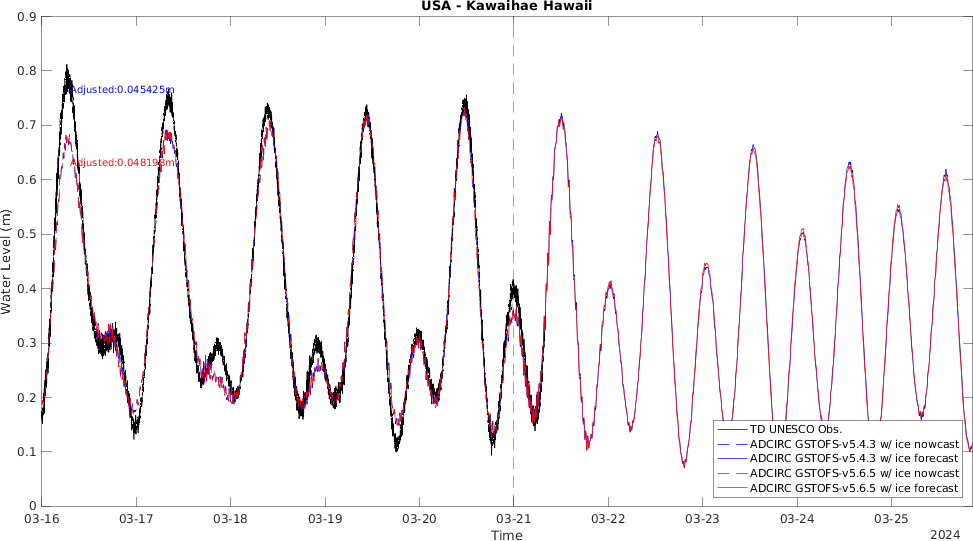 USA - Kawaihae Hawaii
0.9
0.8
Adjusted:0.045425m
0.7
Adjusted:0.048193m
0.6
0.5
Water Level (m)
0.4
0.3
0.2
0.1
0
TD UNESCO Obs.
ADCIRC GSTOFS-v5.4.3 w/ ice nowcast
ADCIRC GSTOFS-v5.4.3 w/ ice forecast
ADCIRC GSTOFS-v5.6.5 w/ ice nowcast
ADCIRC GSTOFS-v5.6.5 w/ ice forecast
03-16 03-17 03-18 03-19 03-20 03-21 03-22 03-23 03-24 03-25
Time
2024